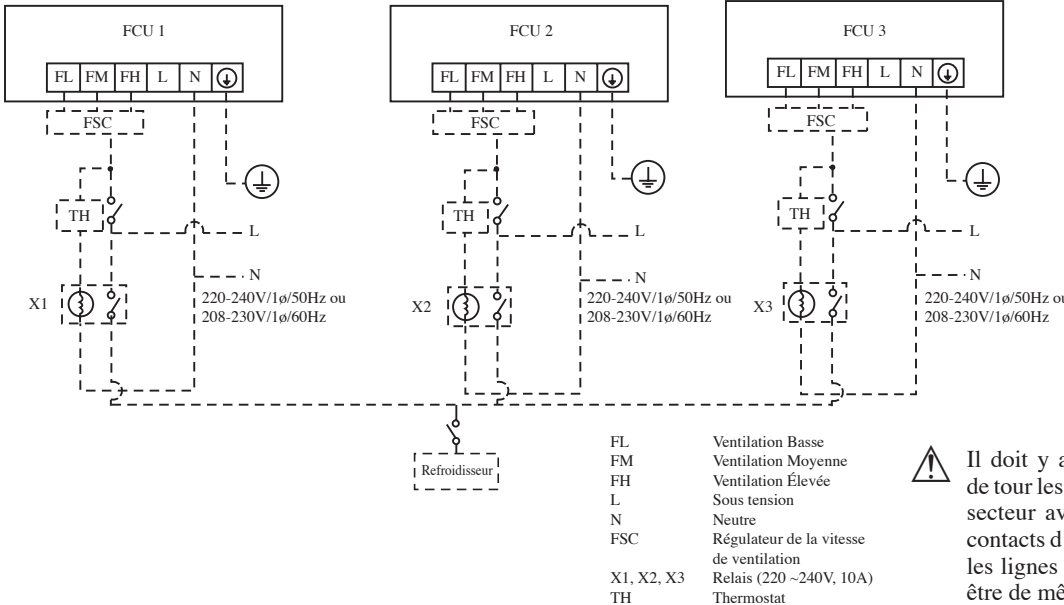 FCU 1
FL FM FH L N
FSC
TH
L
N
X1
220-240V/1ø/50Hz ou
208-230V/1ø/60Hz
FCU 2
FL FM FH L N
FSC
TH
L
N
X2
220-240V/1ø/50Hz ou
208-230V/1ø/60Hz
FCU 3
FL FM FH L N
FSC
TH
L
N
X3
220-240V/1ø/50Hz ou
208-230V/1ø/60Hz
Refroidisseur
FL Ventilation Basse
FM Ventilation Moyenne
FH Ventilation Élevée
L Sous tension
N Neutre
FSC Régulateur de la vitesse
de ventilation
X1, X2, X3 Relais (220 ~240V, 10A)
TH Thermostat
Il doit y a
de tour les
secteur av
contacts d
les lignes
être de mê